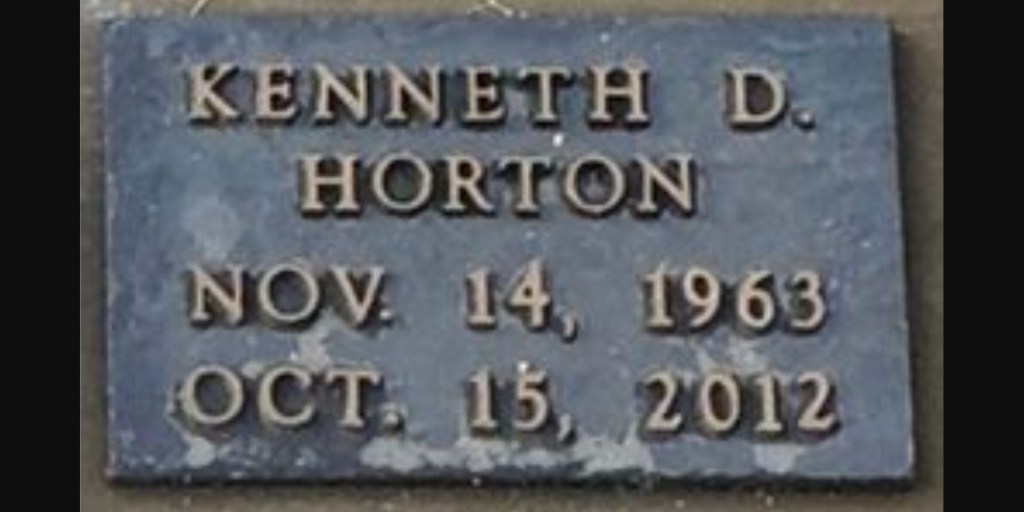 KENNETH D.
HORTON
NOV. 14, 1963
OCT. 15, 2012